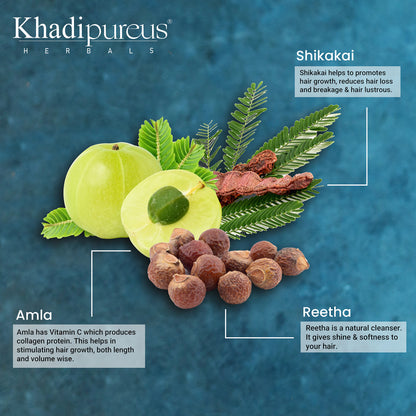 Khadipureus®
HERBALS
Shikakai
Shikakai helps to promotes
hair growth, reduces hair loss
and breakage & hair lustrous.
Amla
Amla has Vitamin C which produces
collagen protein. This helps in
stimulating hair growth, both length
and volume wise.
Reetha
Reetha is a natural cleanser.
It gives shine & softness to
your hair.